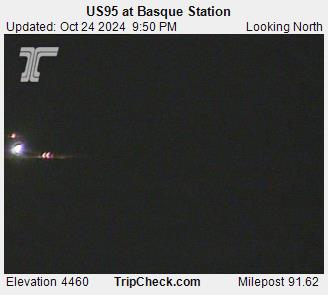 US95 at Basque Station
Updated: Oct 24 2024 9:50 PM Looking North
Elevation 4460 TripCheck.com Milepost 91.62